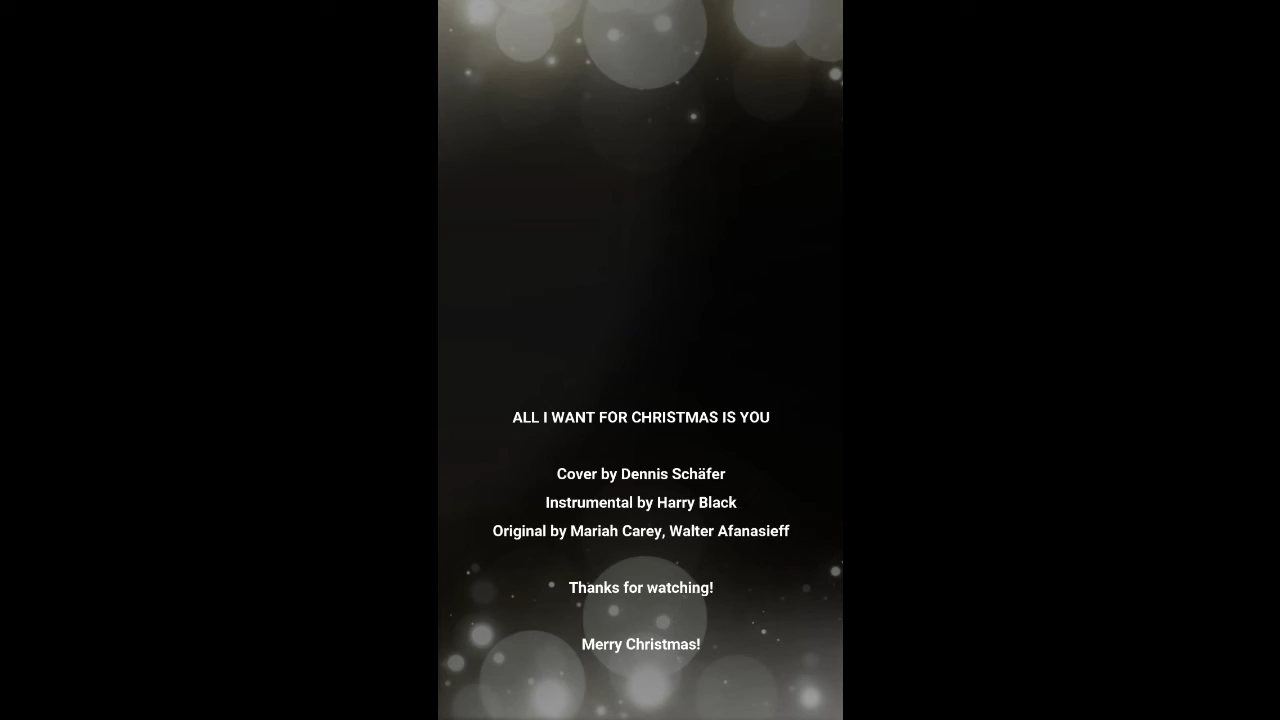 ALL I WANT FOR CHRISTMAS IS YOU
Cover by Dennis Schäfer
Instrumental by Harry Black
Original by Mariah Carey, Walter Afanasieff
Thanks for watching!
Merry Christmas!